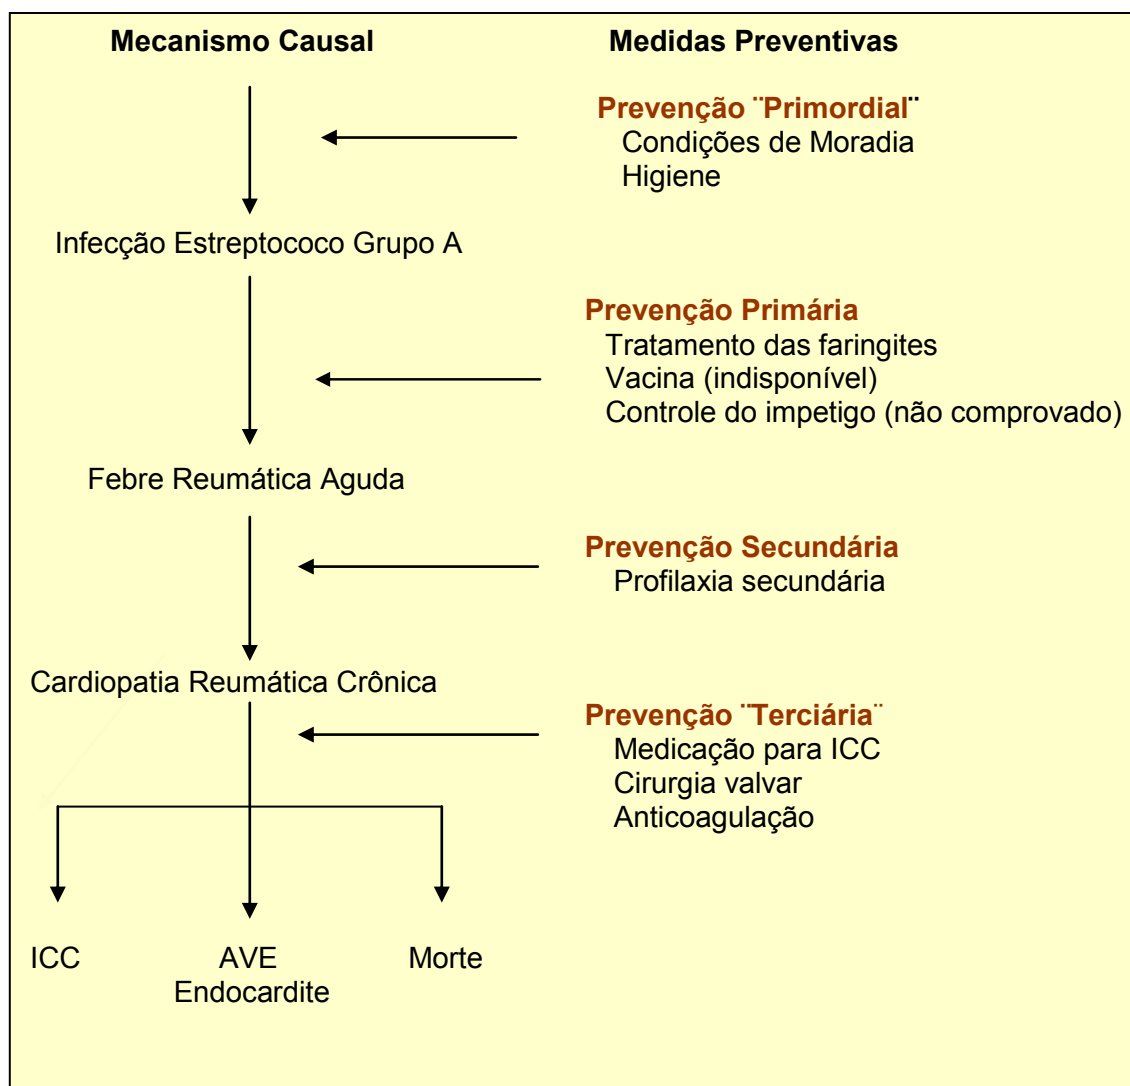 Mecanismo Causal
Medidas Preventivas
Prevenção ¨Primordial¨
Condições de Moradia
Higiene
Infecção Estreptococo Grupo A
Prevenção Primária
Tratamento das faringites
Vacina (indisponível)
Controle do impetigo (não comprovado)
Febre Reumática Aguda
Prevenção Secundária
Profilaxia secundária
Cardiopatia Reumática Crônica
Prevenção ¨Terciária¨
Medicação para ICC
Cirurgia valvar
Anticoagulação
ICC
AVE
Endocardite
Morte